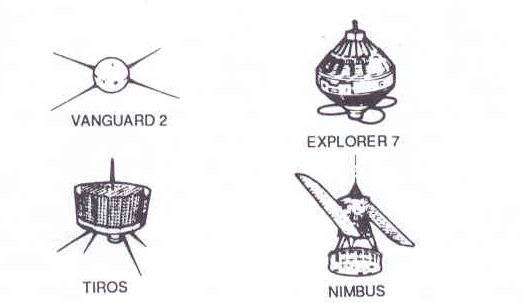 VANGUARD 2
EXPLORER 7
TIROS
NIMBUS